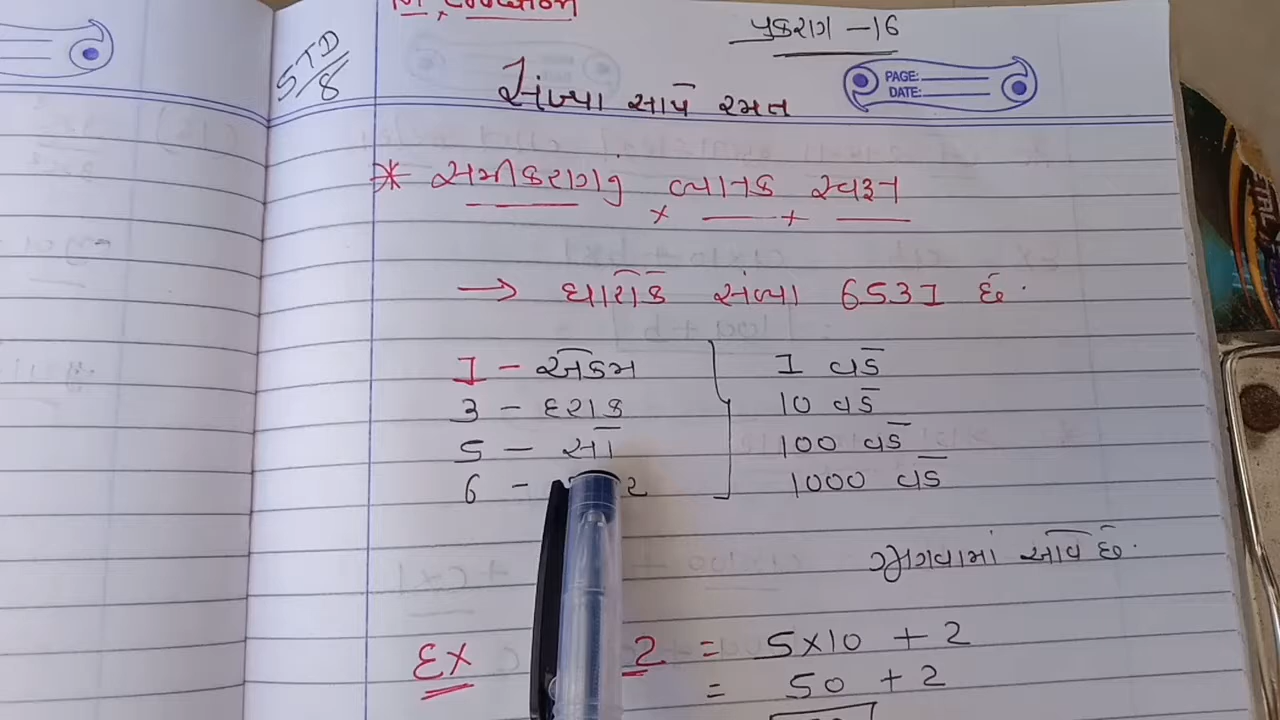 પ્રકરણ - 16
STD/8
સંખ્યા સાથે રમત
PAGE:
DATE:
* સમીકરણનું વ્યાપક સ્વરૂપ
→ ધારોકે સંખ્યા 6531 છે.
1 - એકમ 1 વડે
3 - દશક 10 વડે
5 - સો 100 વડે
6 - 1000 વડે
ગુણવામાં આવે છે.
Ex 2 = 5×10 + 2
= 50 + 2